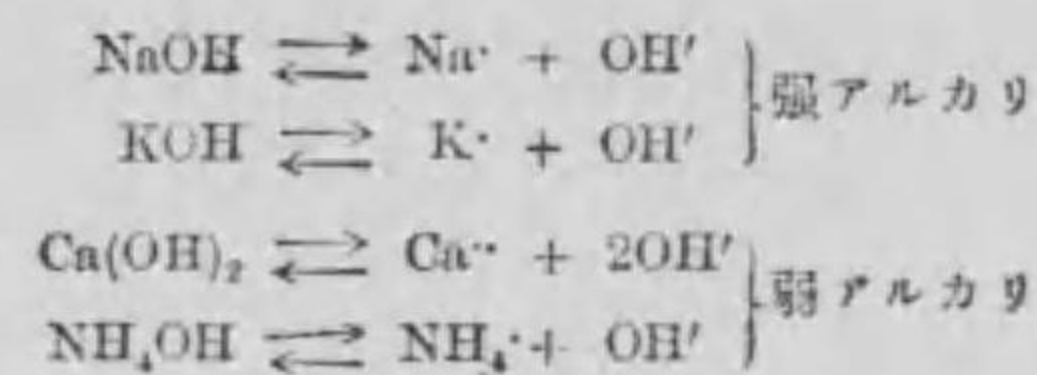 NaOH ⇄ Na· + OH′
KOH ⇄ K· + OH′
強アルカリ
Ca(OH)₂ ⇄ Ca·· + 2OH′
NH₄OH ⇄ NH₄· + OH′
弱アルカリ